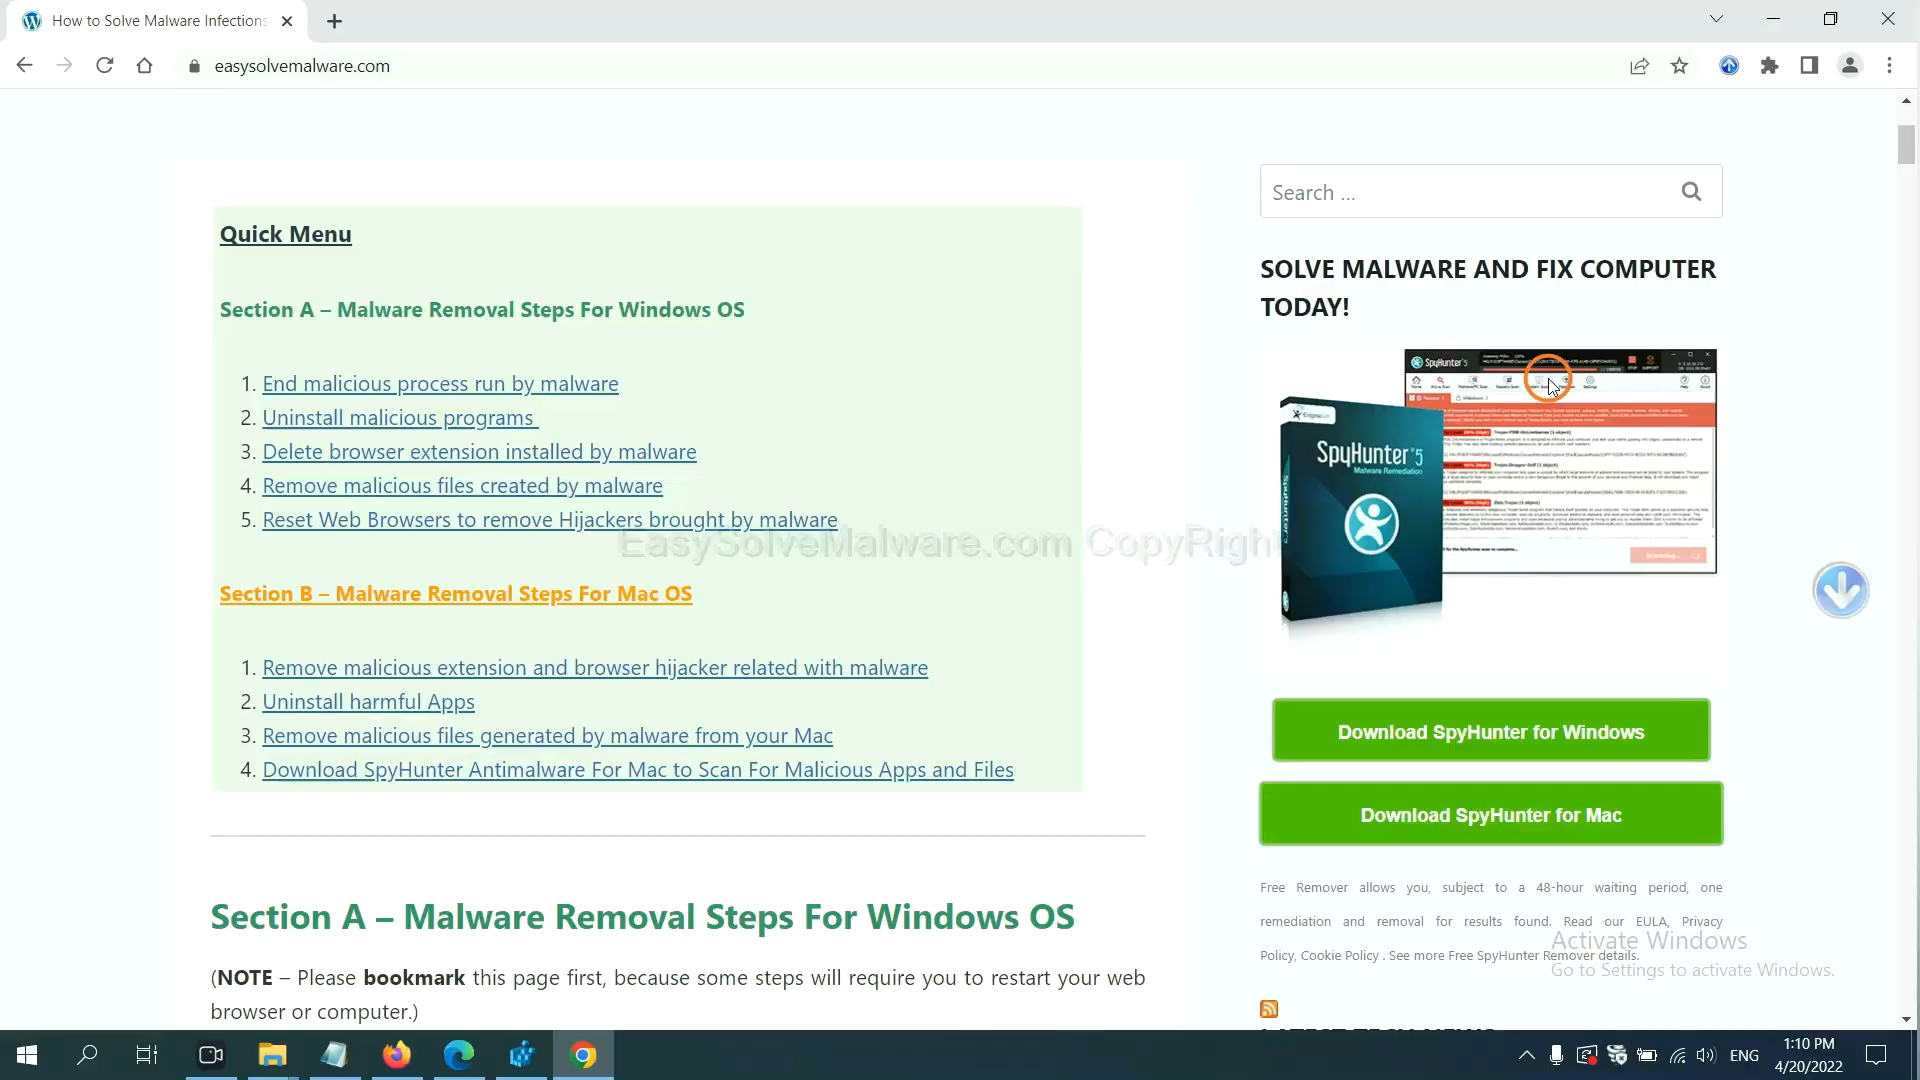 How to Solve Malware Infections
easysolvemalware.com
Search ...
Quick Menu
SOLVE MALWARE AND FIX COMPUTER
TODAY!
Section A – Malware Removal Steps For Windows OS
1. End malicious process run by malware
2. Uninstall malicious programs
3. Delete browser extension installed by malware
4. Remove malicious files created by malware
5. Reset Web Browsers to remove Hijackers brought by malware
EasySolveMalware.com CopyRigh
Section B – Malware Removal Steps For Mac OS
1. Remove malicious extension and browser hijacker related with malware
2. Uninstall harmful Apps
3. Remove malicious files generated by malware from your Mac
4. Download SpyHunter Antimalware For Mac to Scan For Malicious Apps and Files
SpyHunter 5
SpyHunter 5
Malware Remediation
Download SpyHunter for Windows
Download SpyHunter for Mac
Free Remover allows you, subject to a 48-hour waiting period, one
remediation and removal for results found. Read our EULA, Privacy
Policy, Cookie Policy . See more Free SpyHunter Remover details.
Section A – Malware Removal Steps For Windows OS
(NOTE – Please bookmark this page first, because some steps will require you to restart your web
browser or computer.)
Activate Windows
Go to Settings to activate Windows.
LATEST TECH NEWS
ENG
1:10 PM
4/20/2022